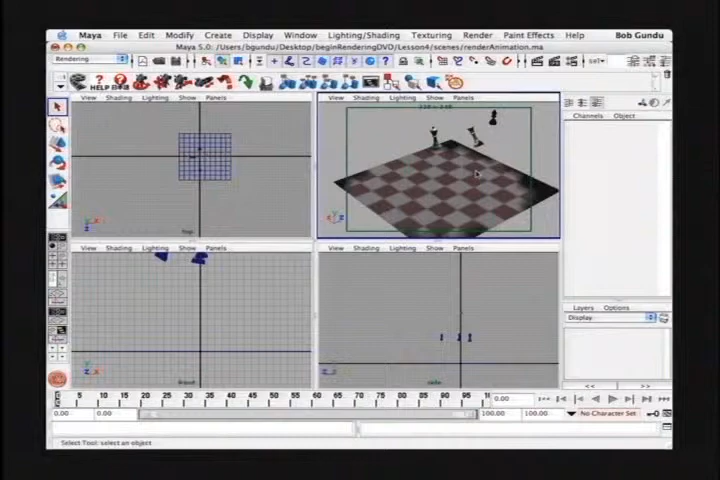 Maya File Edit Modify Create Display Window Lighting/Shading Texturing Render Paint Effects Help Bob Gundu
Maya 5.0: /Users/bgundu/Desktop/beginRenderingDVD/Lesson4/scenes/renderAnimation.ma
Rendering sel
HELP
View Shading Lighting Show Panels View Shading Lighting Show Panels
Channels Object
View Shading Lighting Show Panels View Shading Lighting Show Panels
Layers Options
Display
front side
<< >>
5 10 15 20 25 30 35 40 45 50 55 60 65 70 75 80 85 90 95 0.00
0.00 0.00 100.00 100.00 No Character Set
Select Tool: select an object